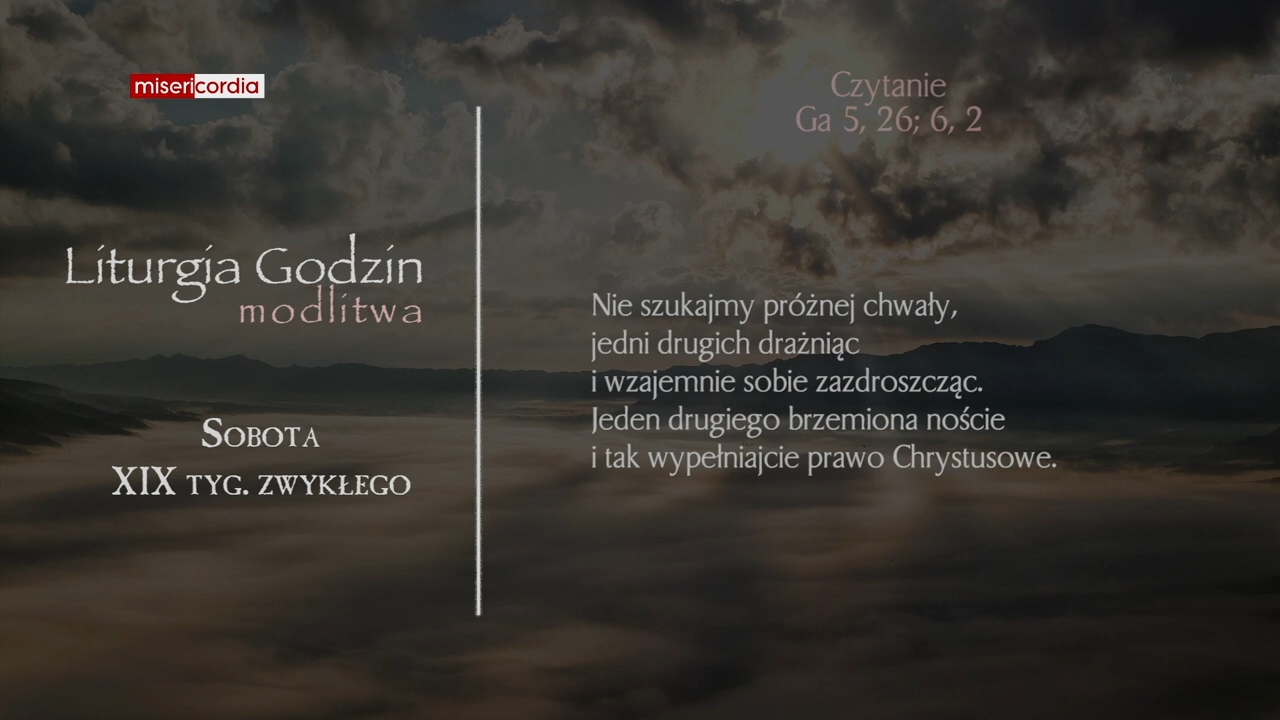 misericordia
Liturgia Godzin
modlitwa
Sobota
XIX tyg. zwykłego
Czytanie
Ga 5, 26; 6, 2
Nie szukajmy próżnej chwały,
jedni drugich drażniąc
i wzajemnie sobie zazdroszcząc.
Jeden drugiego brzemiona noście
i tak wypełniajcie prawo Chrystusowe.